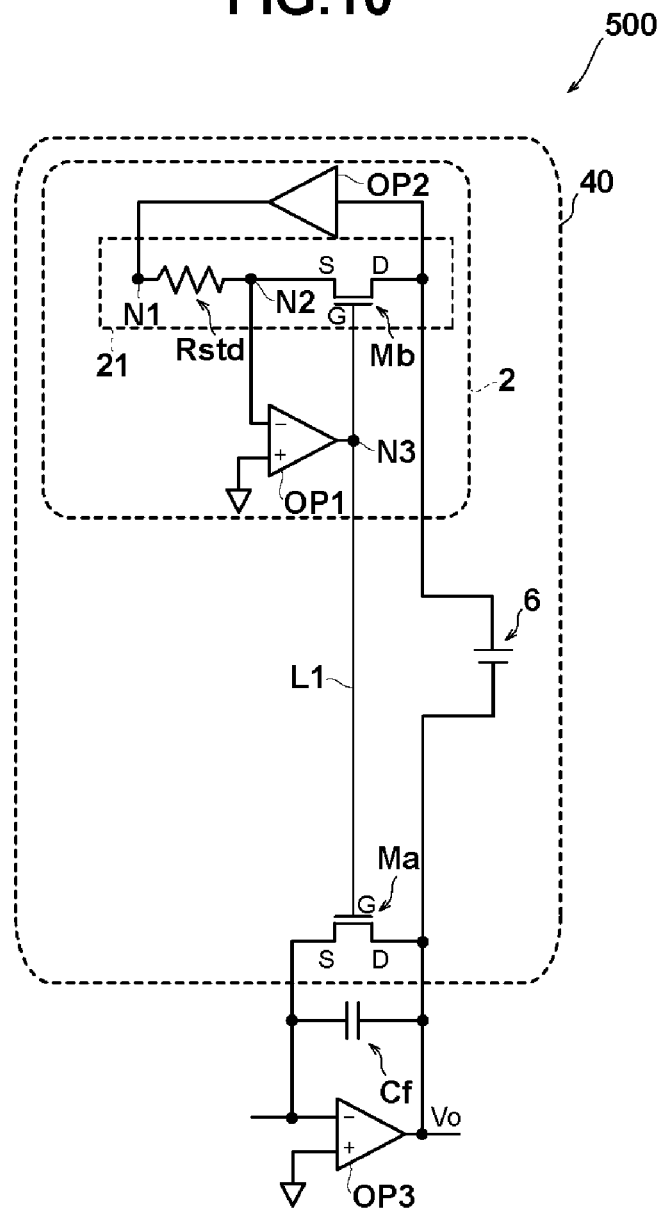 FIG.10
500
40
OP2
S D
N1 N2 G
Rstd Mb
21
2
− N3
+
OP1
6
L1
Ma
G
S D
Cf
− Vo
+
OP3